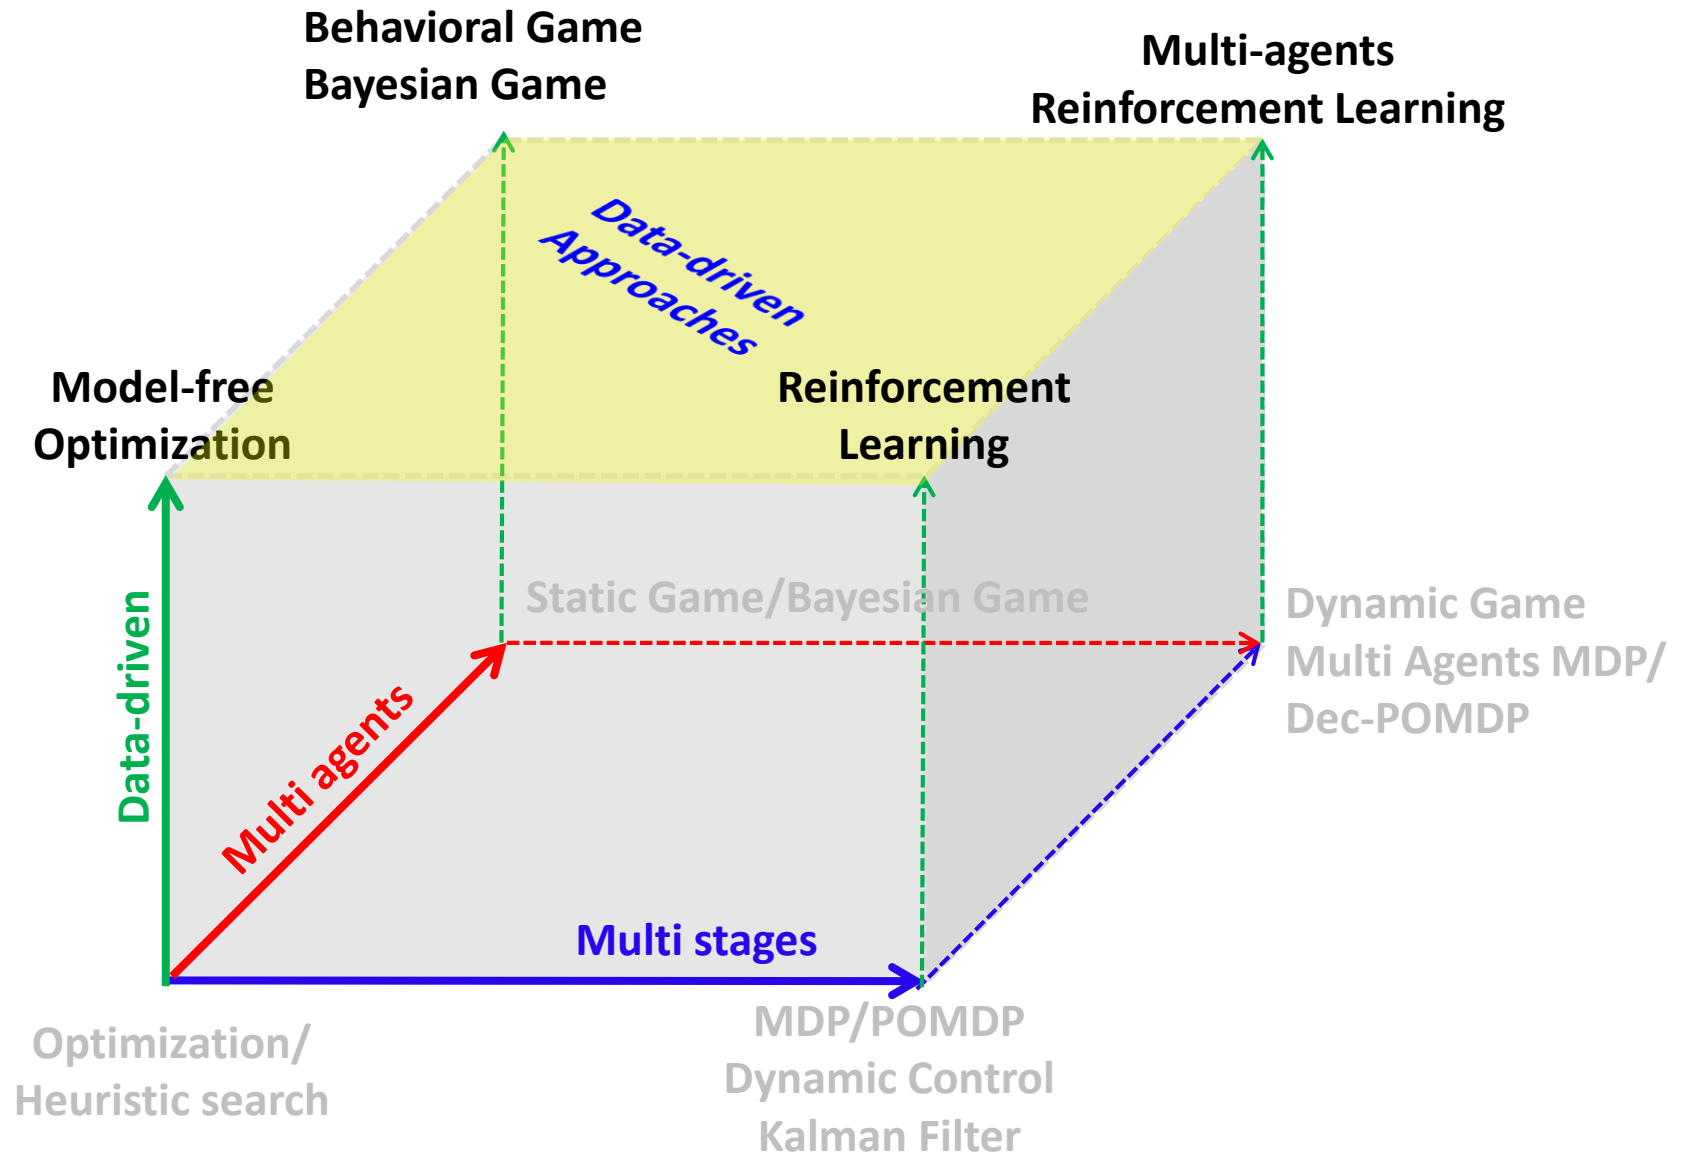 Behavioral Game
Bayesian Game
Multi-agents
Reinforcement Learning
Data-driven
Approaches
Model-free
Optimization
Reinforcement
Learning
Static Game/Bayesian Game
Dynamic Game
Multi Agents MDP/
Dec-POMDP
Data-driven
Multi agents
Multi stages
Optimization/
Heuristic search
MDP/POMDP
Dynamic Control
Kalman Filter